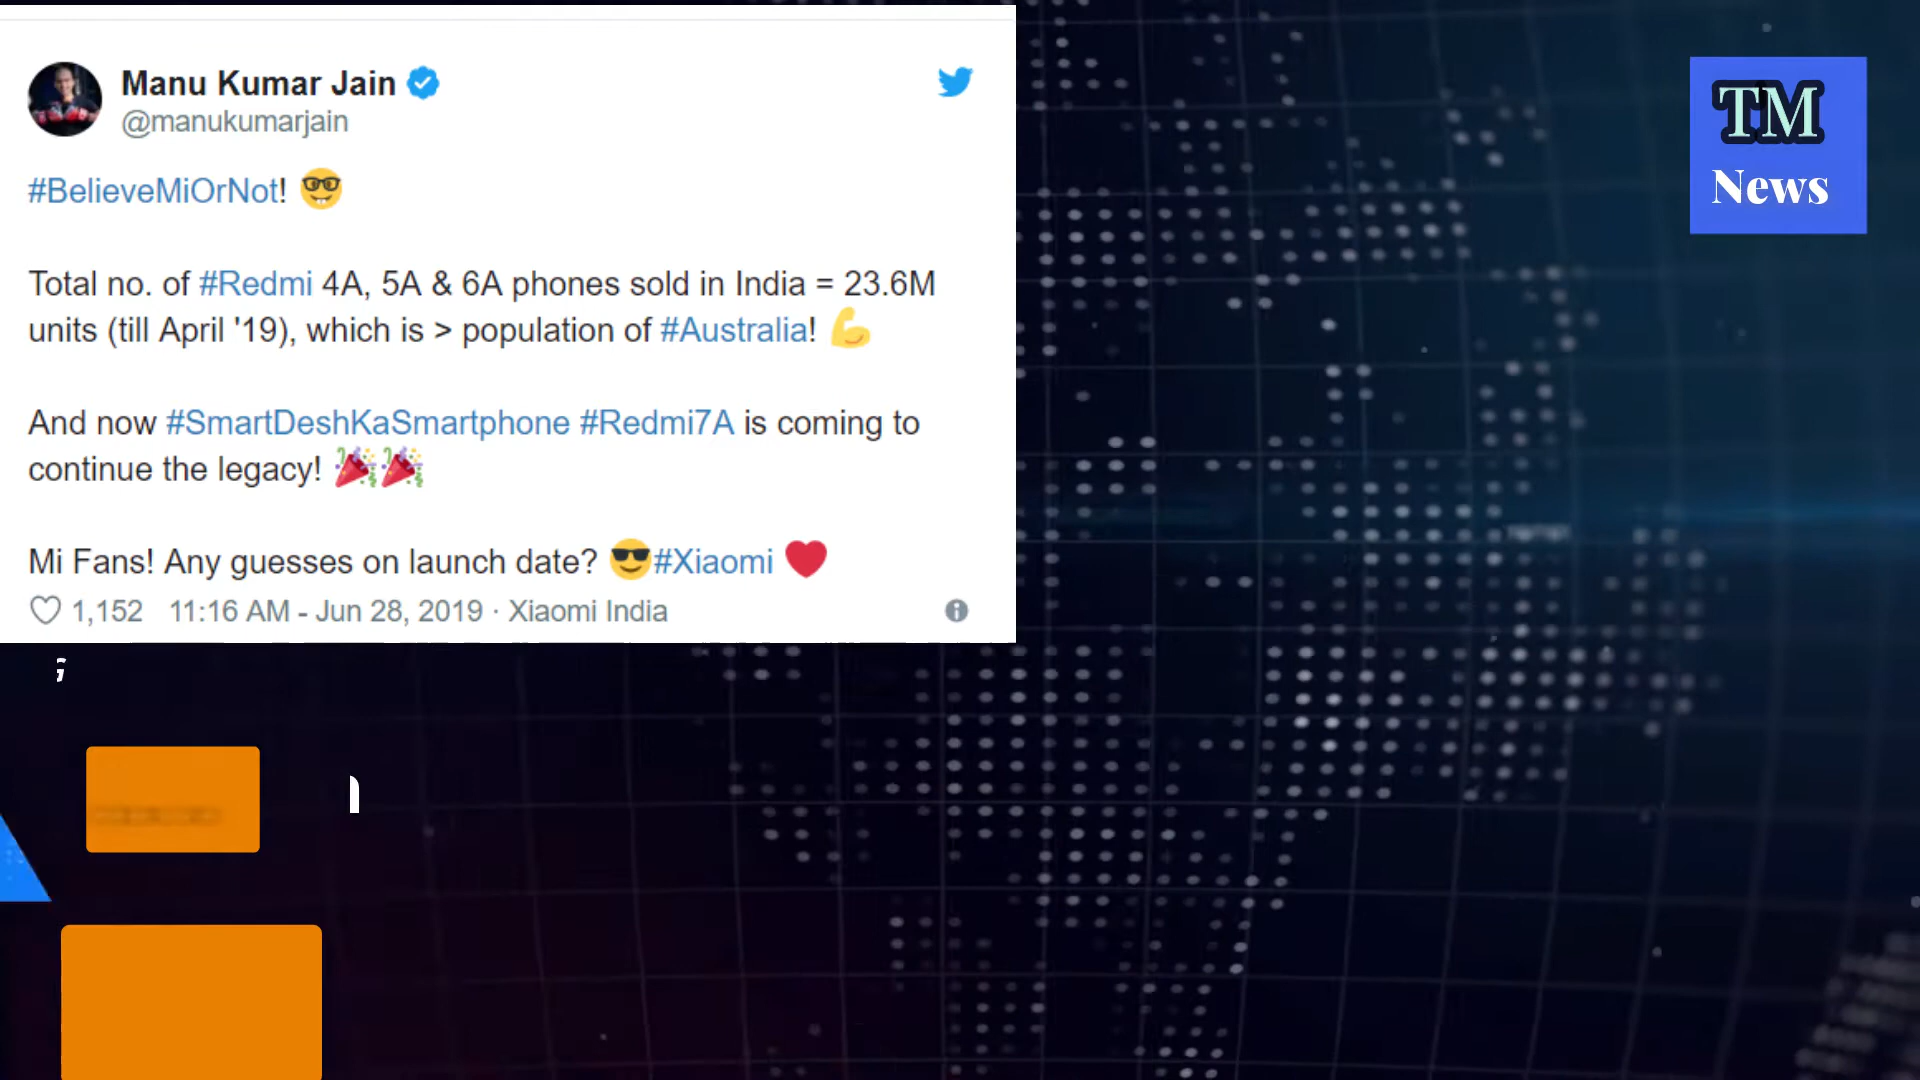 Manu Kumar Jain
@manukumarjain
#BelieveMiOrNot! 🤓
Total no. of #Redmi 4A, 5A & 6A phones sold in India = 23.6M
units (till April '19), which is > population of #Australia! 💪
And now #SmartDeshKaSmartphone #Redmi7A is coming to
continue the legacy! 🎉🎉
Mi Fans! Any guesses on launch date? 😎#Xiaomi ❤️
1,152 11:16 AM - Jun 28, 2019 · Xiaomi India
TM
News